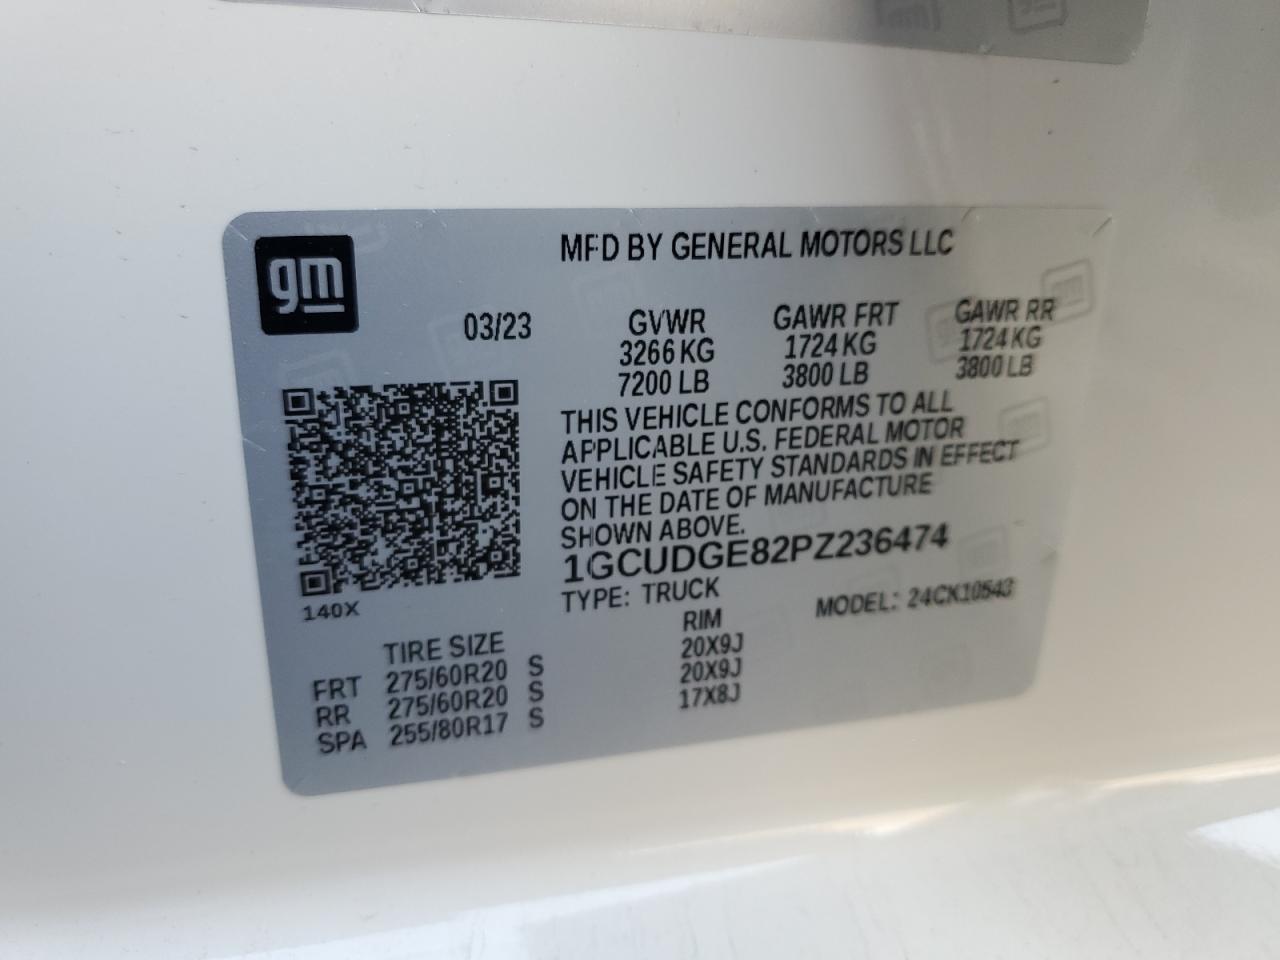 gm
MFD BY GENERAL MOTORS LLC
03/23
GVWR GAWR FRT GAWR RR
3266 KG 1724 KG 1724 KG
7200 LB 3800 LB 3800 LB
THIS VEHICLE CONFORMS TO ALL
APPLICABLE U.S. FEDERAL MOTOR
VEHICLE SAFETY STANDARDS IN EFFECT
ON THE DATE OF MANUFACTURE
SHOWN ABOVE.
1GCUDGE82PZ236474
TYPE: TRUCK MODEL: 24CK10543
140X
TIRE SIZE RIM
FRT 275/60R20 S 20X9J
RR 275/60R20 S 20X9J
SPA 255/80R17 S 17X8J